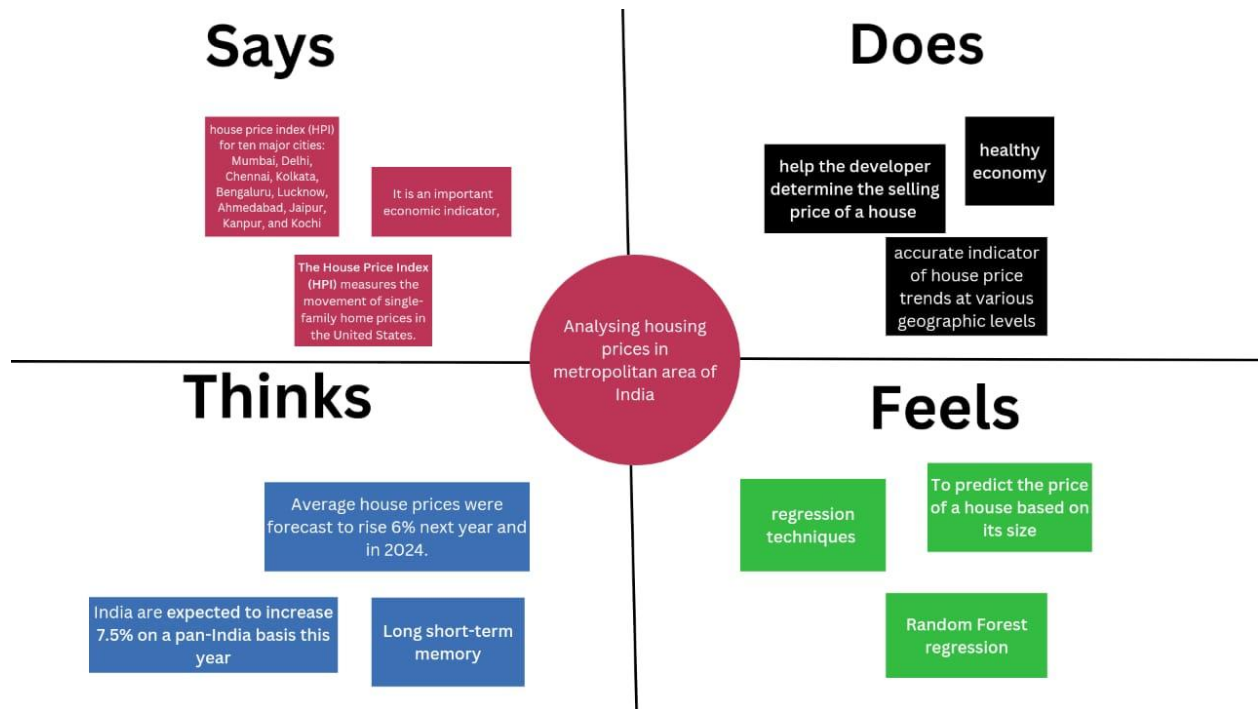 Says
house price index (HPI)
for ten major cities:
Mumbai, Delhi,
Chennai, Kolkata,
Bengaluru, Lucknow,
Ahmedabad, Jaipur,
Kanpur, and Kochi
It is an important
economic indicator,
The House Price Index
(HPI) measures the
movement of single-
family home prices in
the United States.
Does
help the developer
determine the selling
price of a house
healthy
economy
accurate indicator
of house price
trends at various
geographic levels
Analysing housing
prices in
metropolitan area of
India
Thinks
Average house prices were
forecast to rise 6% next year and
in 2024.
India are expected to increase
7.5% on a pan-India basis this
year
Long short-term
memory
Feels
regression
techniques
To predict the price
of a house based on
its size
Random Forest
regression